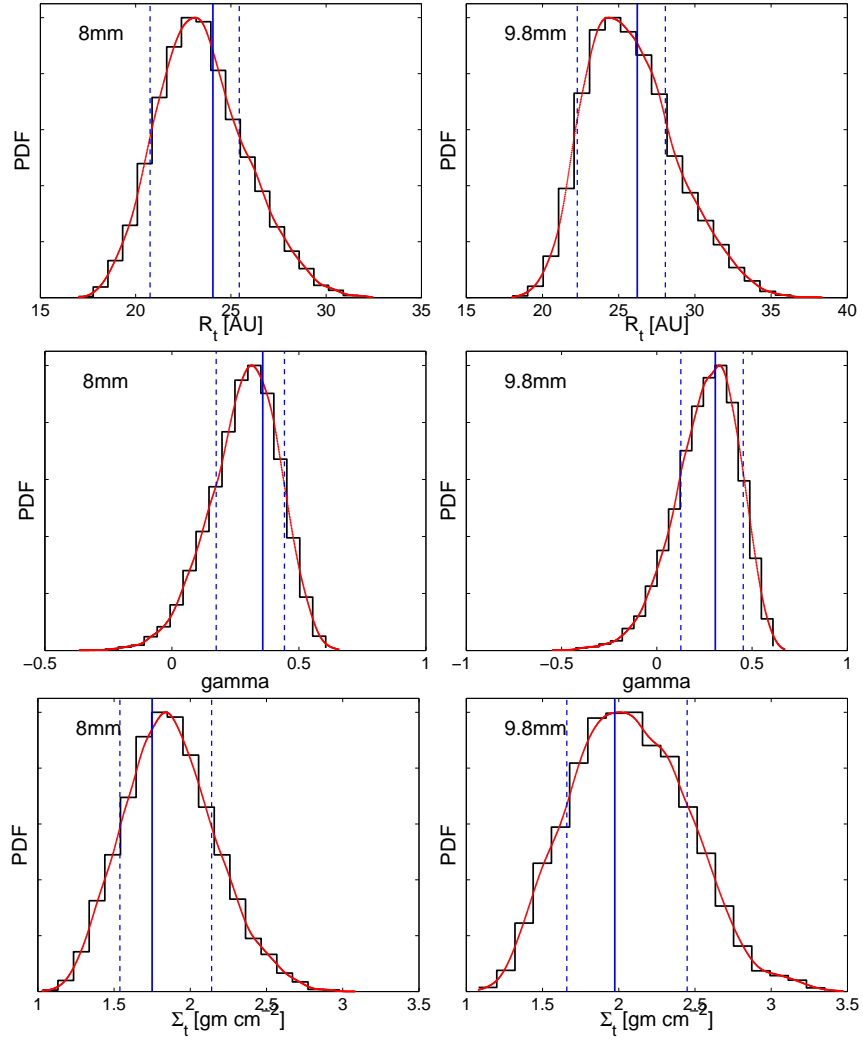 8mm
PDF
15 20 25 30 35
R_t [AU]
9.8mm
PDF
15 20 25 30 35 40
R_t [AU]
8mm
PDF
−0.5 0 0.5 1
gamma
9.8mm
PDF
−1 −0.5 0 0.5 1
gamma
8mm
PDF
1 1.5 2 2.5 3 3.5
Σ_t [gm cm⁻²]
9.8mm
PDF
1 1.5 2 2.5 3 3.5
Σ_t [gm cm⁻²]